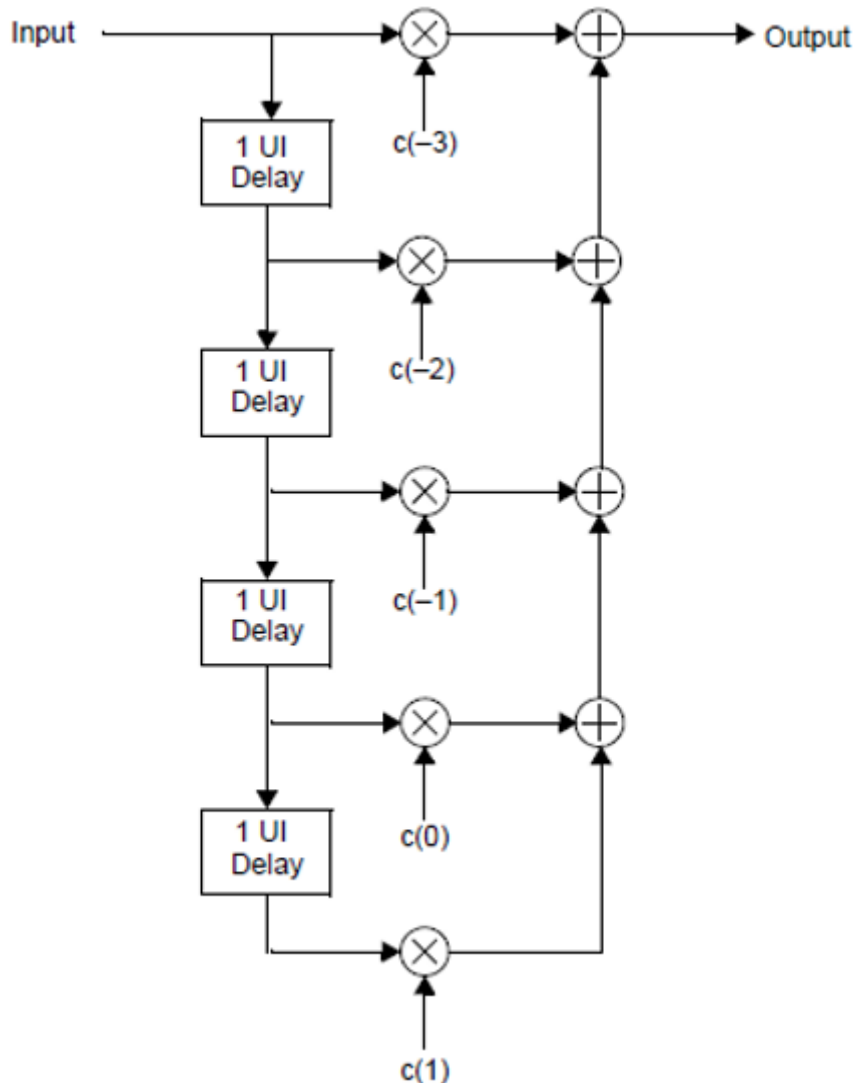 Input
Output
c(–3)
1 UI
Delay
c(–2)
1 UI
Delay
c(–1)
1 UI
Delay
c(0)
1 UI
Delay
c(1)